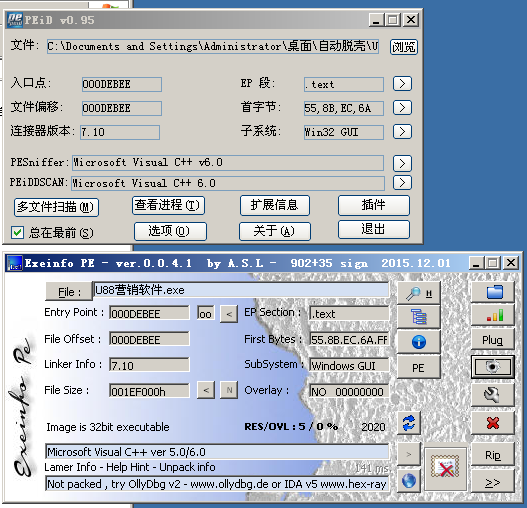 PEiD v0.95
文件: C:\Documents and Settings\Administrator\桌面\自动脱壳\U 浏览
入口点: 000DEBEE EP 段: .text >
文件偏移: 000DEBEE 首字节: 55,8B,EC,6A >
连接器版本: 7.10 子系统: Win32 GUI >
PESniffer: Microsoft Visual C++ v6.0 >
PEiDDSCAN: Microsoft Visual C++ 6.0 >
多文件扫描(M) 查看进程(T) 扩展信息 插件
总在最前(S) 选项(O) 关于(A) 退出
Exeinfo PE - ver.0.0.4.1 by A.S.L - 902+35 sign 2015.12.01
File : U88营销软件.exe H
Entry Point : 000DEBEE oo < EP Section : .text
File Offset : 000DEBEE First Bytes : 55.8B.EC.6A.FF Plug
Linker Info : 7.10 SubSystem : Windows GUI PE
File Size : 001EF000h < N Overlay : NO 00000000
Image is 32bit executable RES/OVL : 5 / 0 % 2020
Microsoft Visual C++ ver 5.0/6.0 > Rip
Lamer Info - Help Hint - Unpack info 141 ms.
Not packed , try OllyDbg v2 - www.ollydbg.de or IDA v5 www.hex-ray >>
Exeinfo Pe